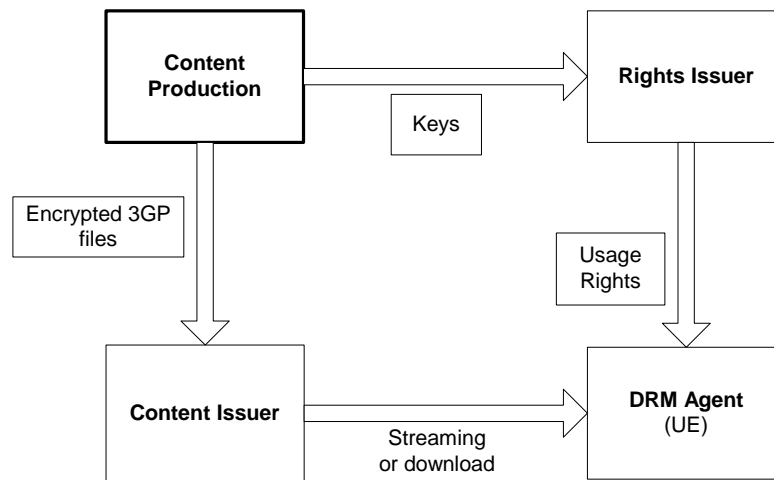 Content
Production
Rights Issuer
Keys
Encrypted 3GP
files
Usage
Rights
Content Issuer
DRM Agent
(UE)
Streaming
or download